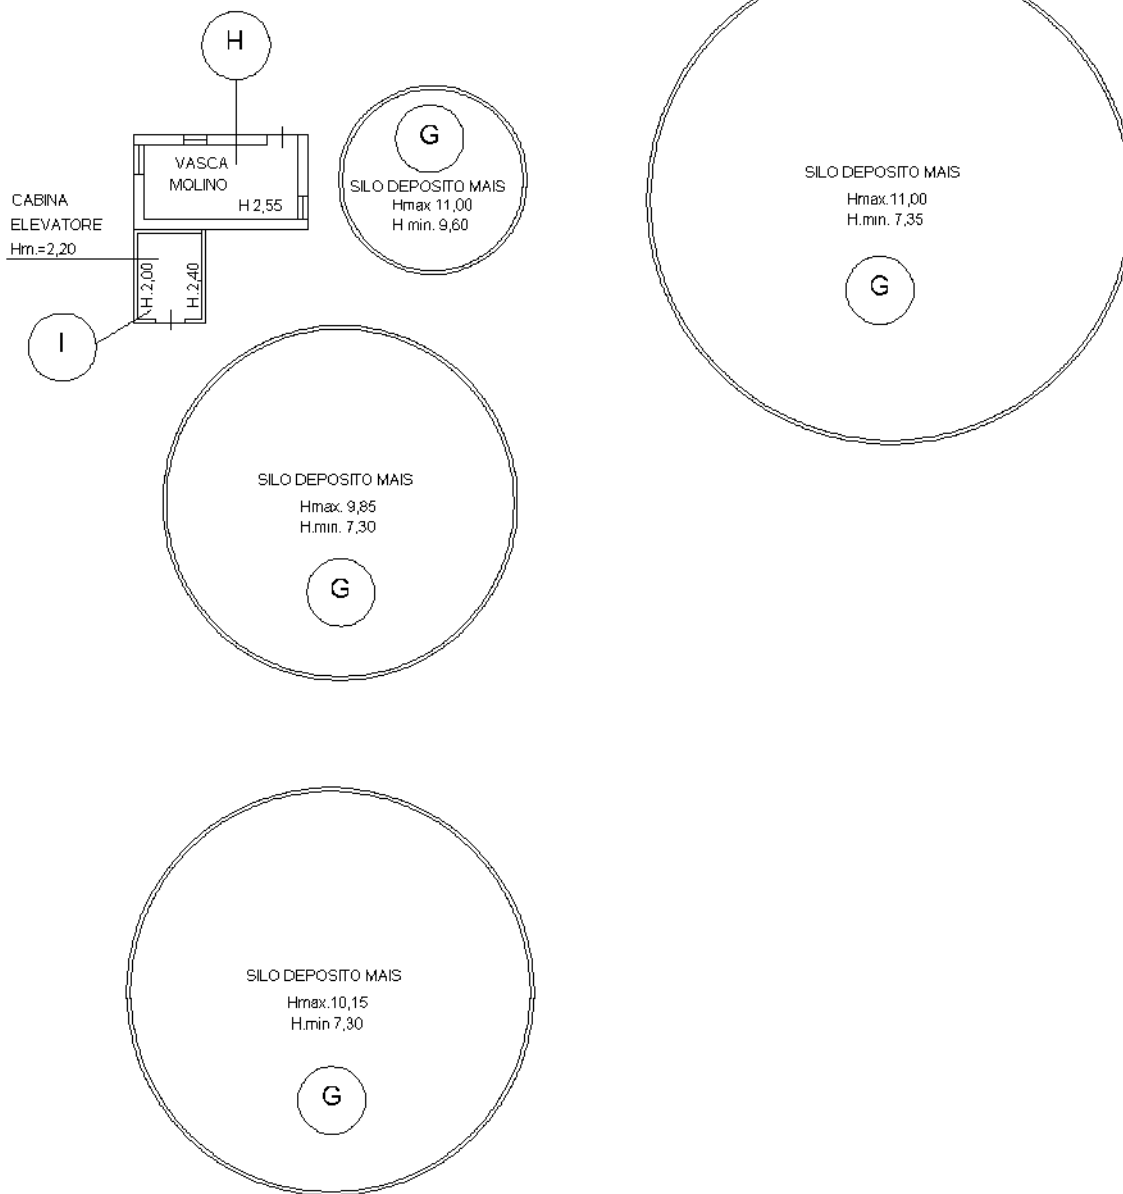 H
VASCA
MOLINO
H 2,55
CABINA
ELEVATORE
Hm.=2,20
H.2,00
H.2,40
I
G
SILO DEPOSITO MAIS
Hmax 11,00
H min. 9,60
SILO DEPOSITO MAIS
Hmax.11,00
H.min. 7,35
G
SILO DEPOSITO MAIS
Hmax. 9,85
H.min. 7,30
G
SILO DEPOSITO MAIS
Hmax.10,15
H.min 7,30
G